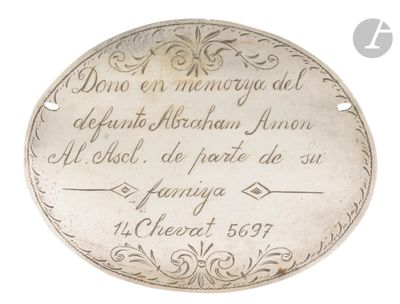 Dono en memorya del
defunto Abraham Amon
Al. Ascl. de parte de su
famiya
14 Chevat 5697